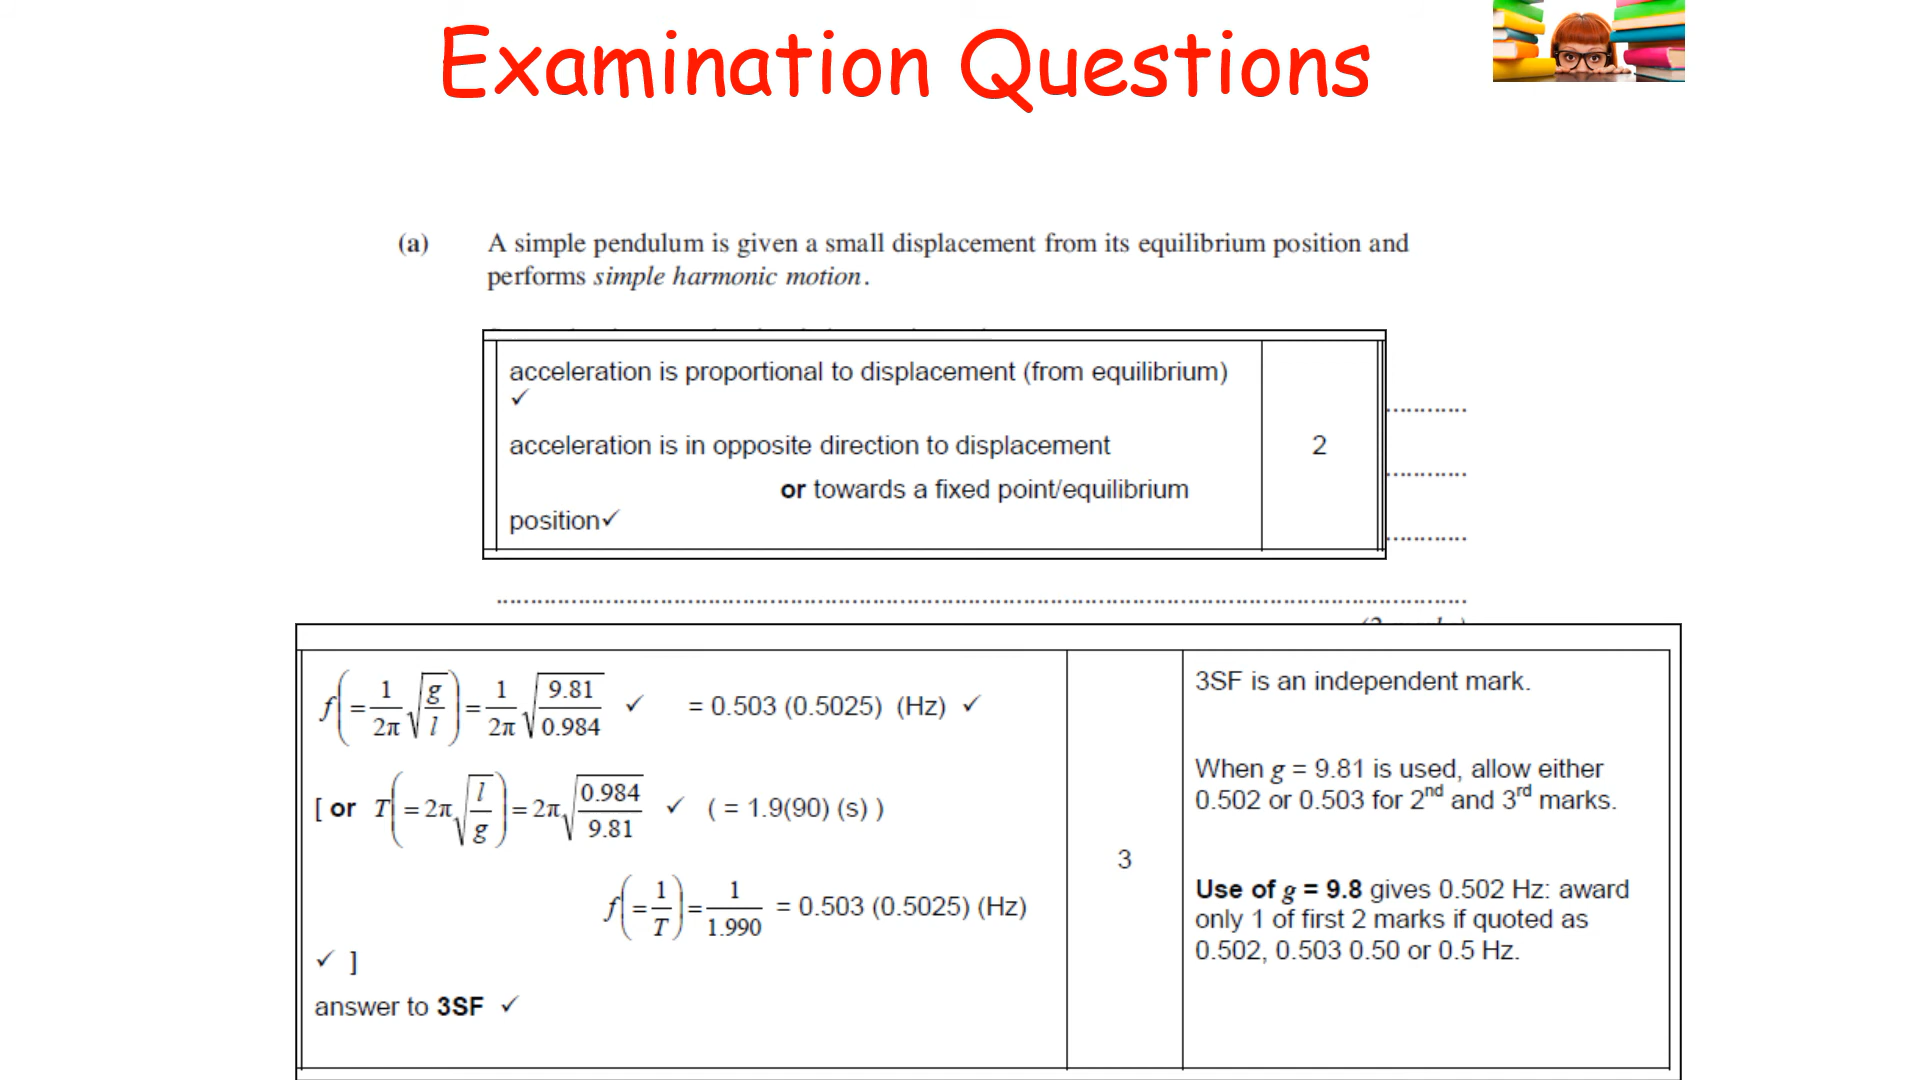 Examination Questions
(a) A simple pendulum is given a small displacement from its equilibrium position and
performs simple harmonic motion.
acceleration is proportional to displacement (from equilibrium)
✓
acceleration is in opposite direction to displacement
2
or towards a fixed point/equilibrium
position✓
f(= 1/2π √(g/l)) = 1/2π √(9.81/0.984) ✓ = 0.503 (0.5025) (Hz) ✓
[ or T(= 2π √(l/g)) = 2π √(0.984/9.81) ✓ ( = 1.9(90) (s) )
f(= 1/T) = 1/1.990 = 0.503 (0.5025) (Hz)
✓ ]
answer to 3SF ✓
3
3SF is an independent mark.
When g = 9.81 is used, allow either
0.502 or 0.503 for 2nd and 3rd marks.
Use of g = 9.8 gives 0.502 Hz: award
only 1 of first 2 marks if quoted as
0.502, 0.503 0.50 or 0.5 Hz.